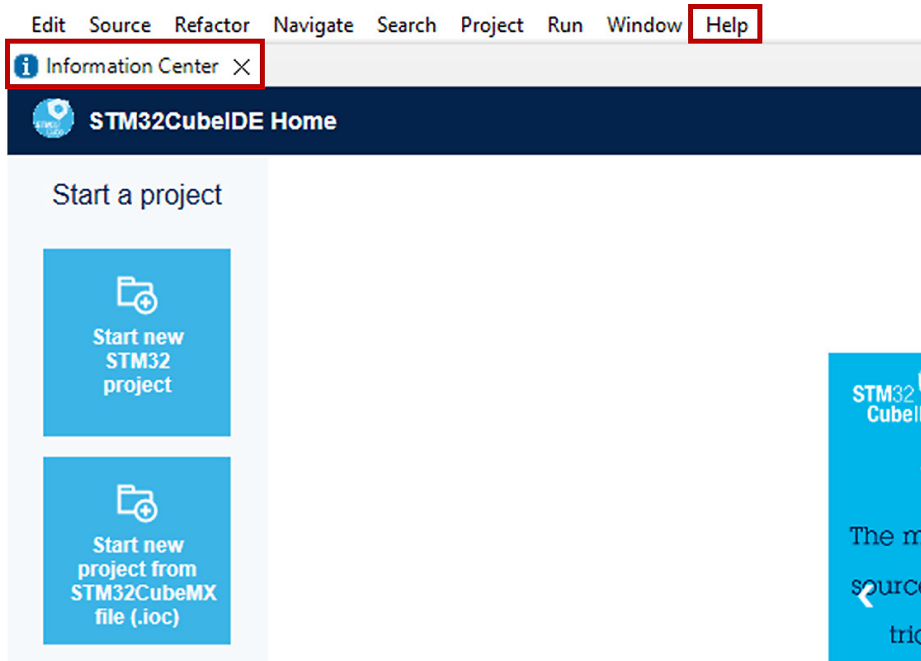 Edit Source Refactor Navigate Search Project Run Window Help
i Information Center
STM32CubeIDE Home
Start a project
Start new
STM32
project
STM32
Start new
project from
STM32CubeMX
file (.ioc)
The